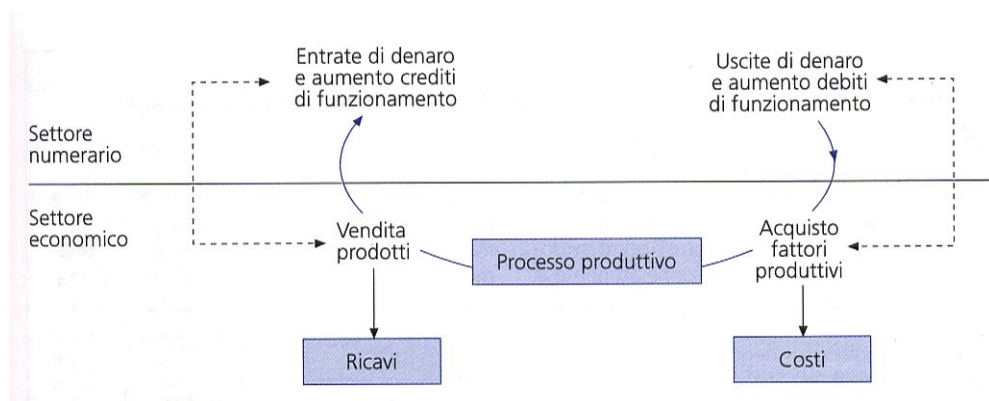 Entrate di denaro
e aumento crediti
di funzionamento
Uscite di denaro
e aumento debiti
di funzionamento
Settore
numerario
Settore
economico
Vendita
prodotti
Processo produttivo
Acquisto
fattori
produttivi
Ricavi
Costi